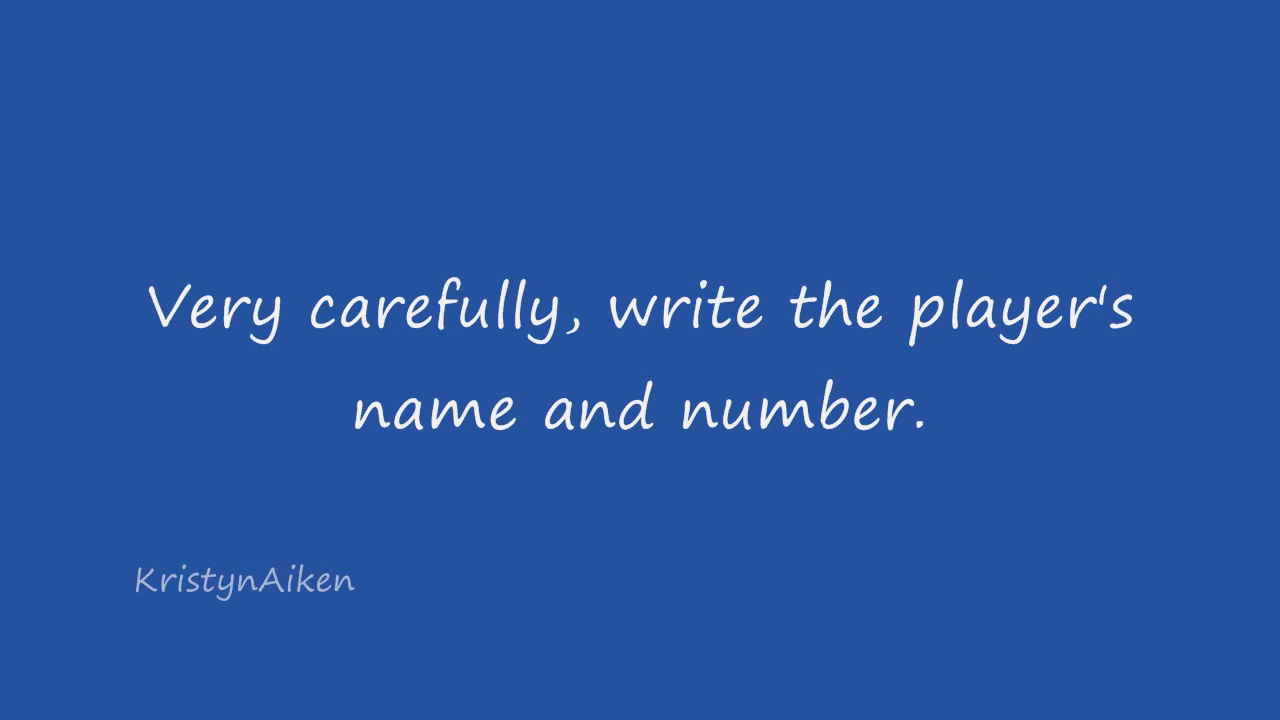 Very carefully, write the player's
name and number.
KristynAiken